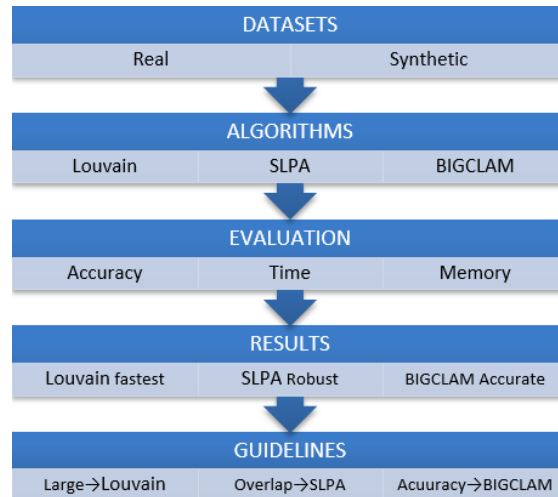 DATASETS
Real Synthetic
ALGORITHMS
Louvain SLPA BIGCLAM
EVALUATION
Accuracy Time Memory
RESULTS
Louvain fastest SLPA Robust BIGCLAM Accurate
GUIDELINES
Large→Louvain Overlap→SLPA Acuuracy→BIGCLAM